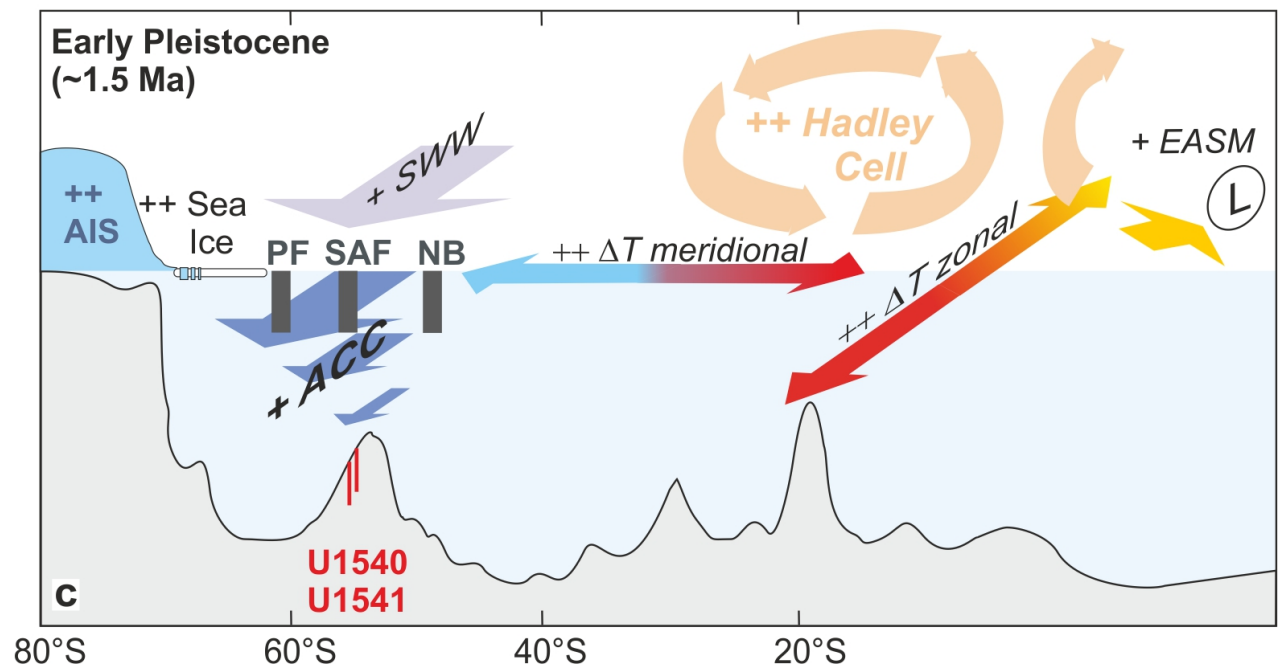 Early Pleistocene
(~1.5 Ma)
++ Hadley
Cell
+ EASM
L
+ SWW
++
AIS
++ Sea
Ice
PF SAF NB
++ ΔT meridional
++ ΔT zonal
+ ACC
U1540
U1541
c
80°S 60°S 40°S 20°S